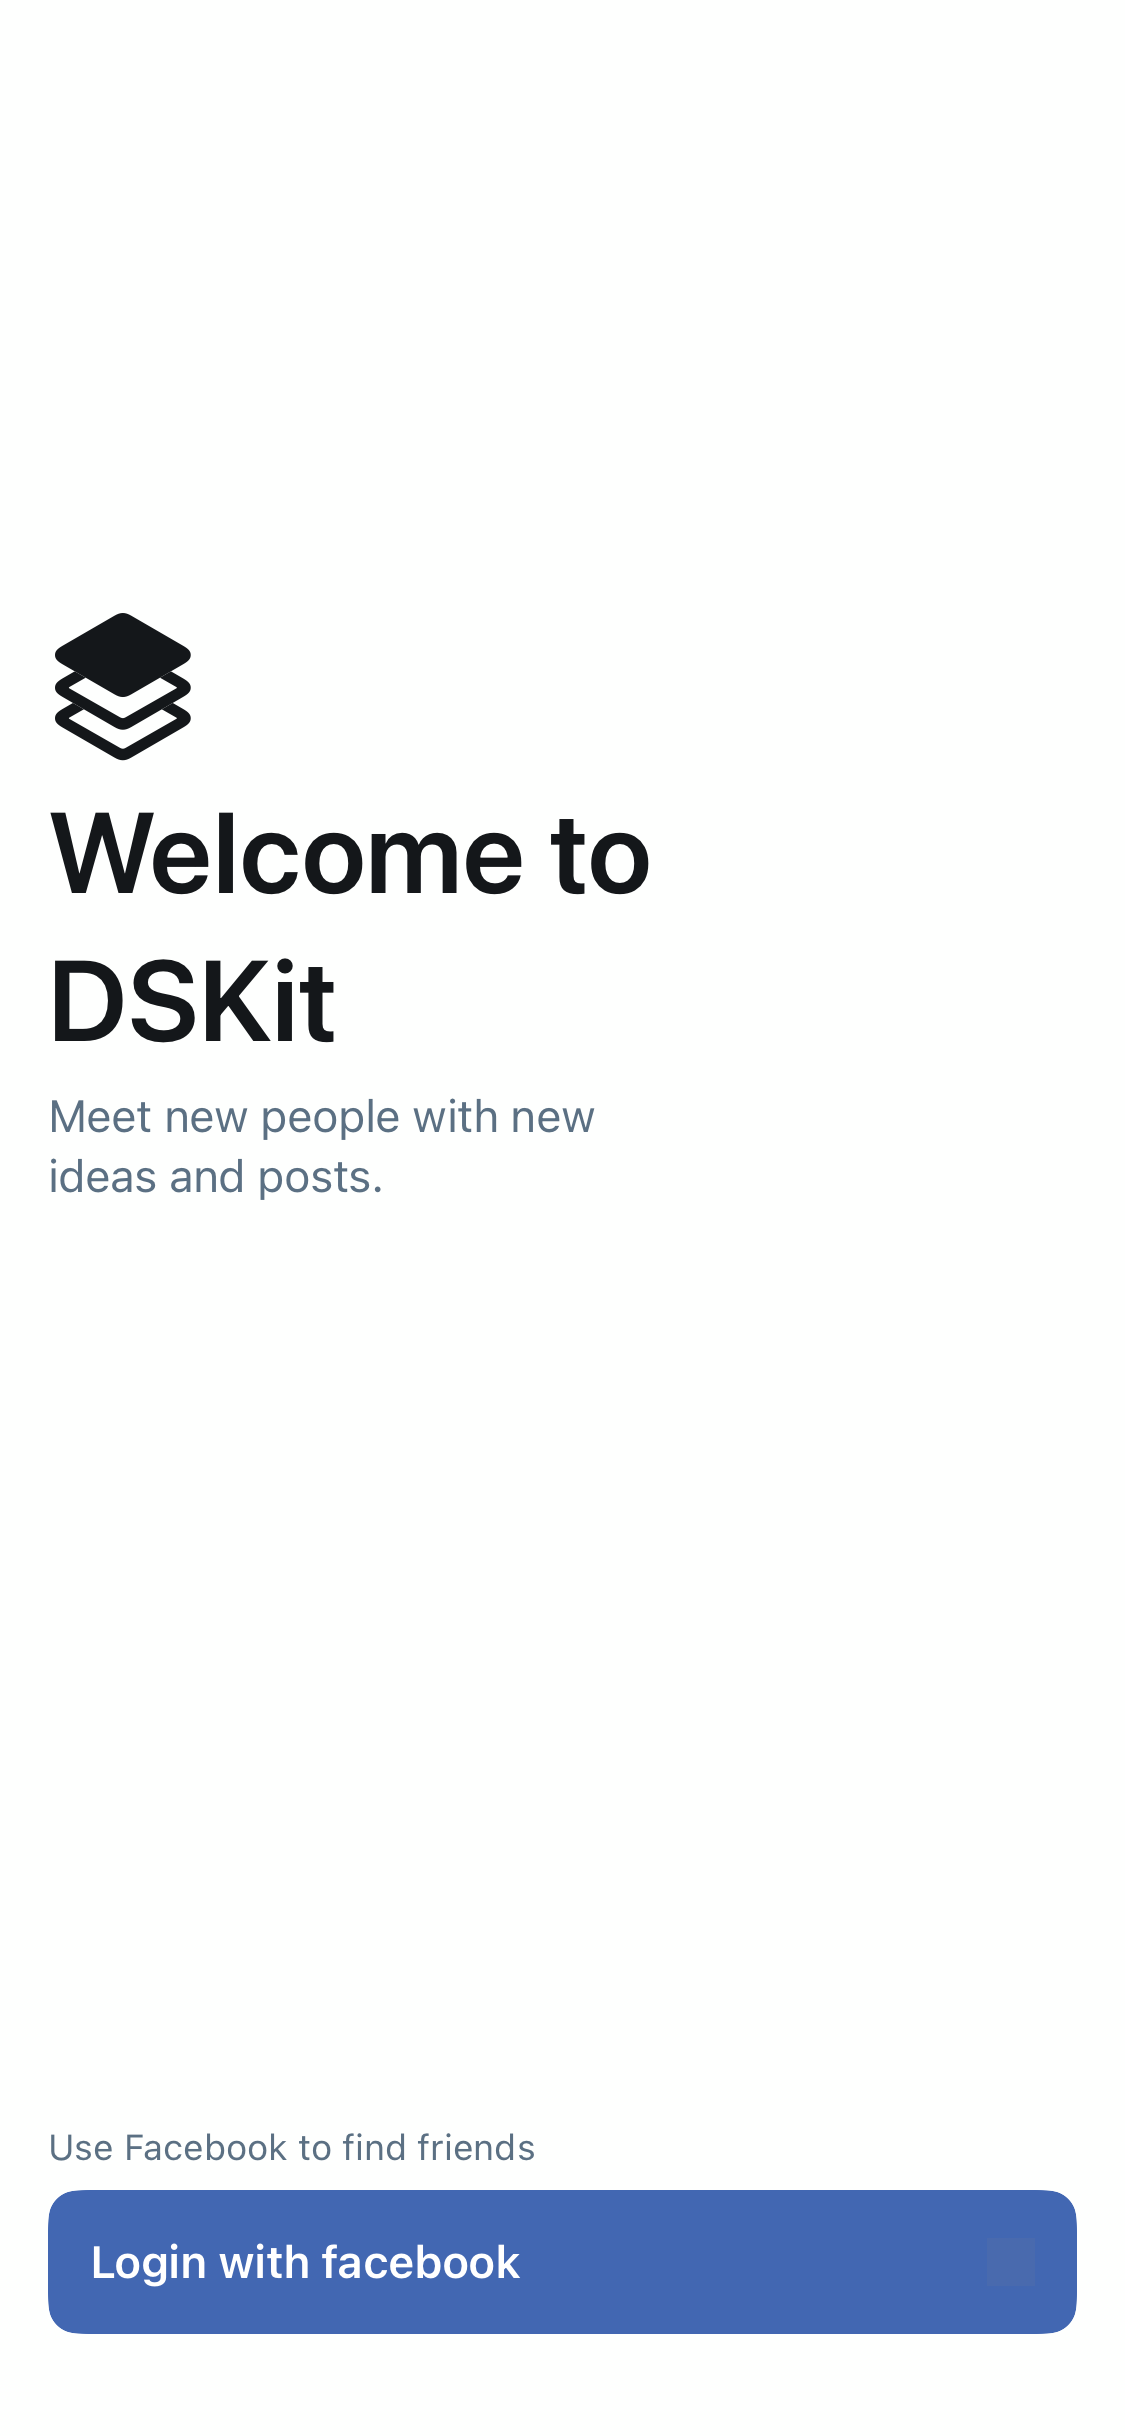 Welcome to
DSKit
Meet new people with new
ideas and posts.
Use Facebook to find friends
Login with facebook